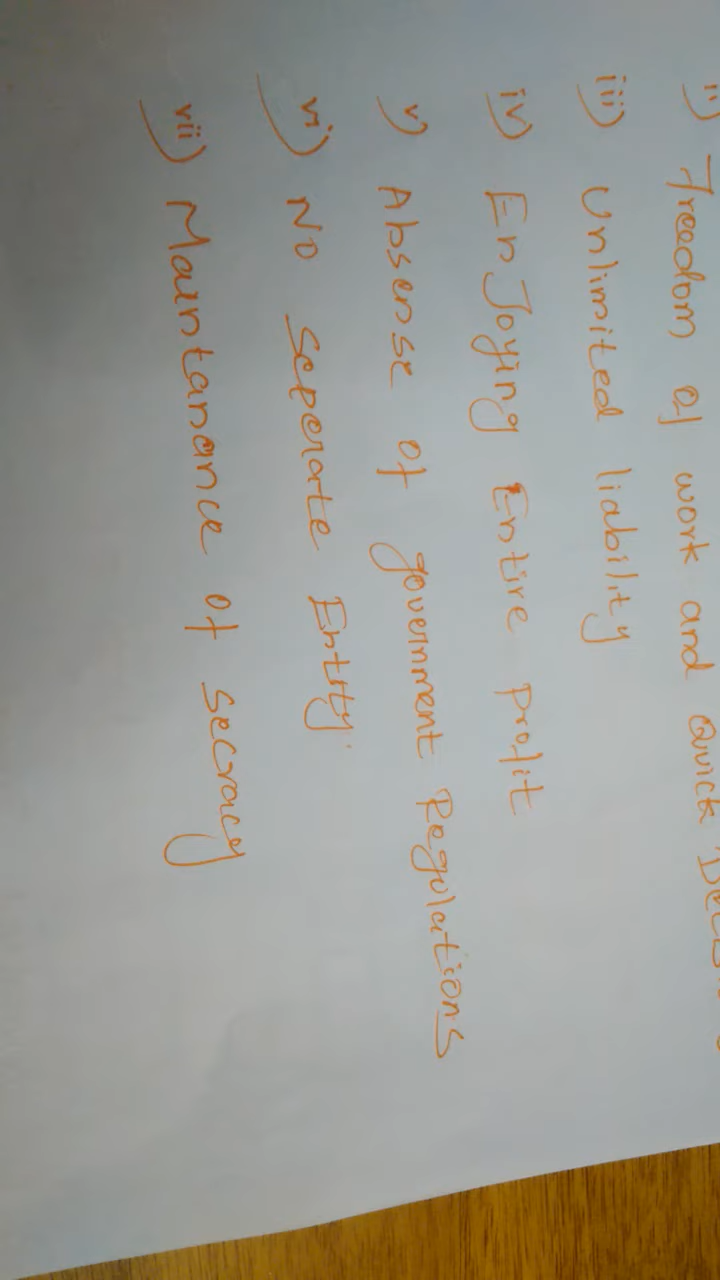 ii) Freedom of work and Quick
iii) Unlimited liability
iv) EnJoying Entire profit
v) Absense of government Regulations
vi) No Seperate Entity.
vii) Maintanance of Secracy